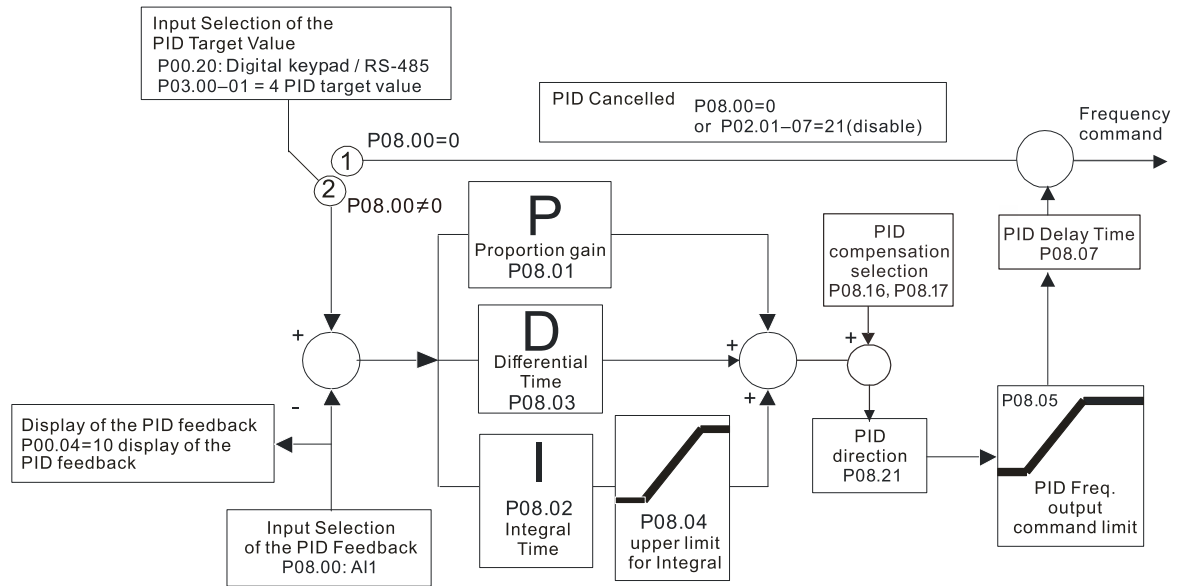 Input Selection of the
PID Target Value
P00.20: Digital keypad / RS-485
P03.00–01 = 4 PID target value
PID Cancelled P08.00=0
or P02.01–07=21(disable)
Frequency
command
1
P08.00=0
2
P08.00≠0
P
Proportion gain
P08.01
PID
compensation
selection
P08.16, P08.17
PID Delay Time
P08.07
+
-
D
Differential
Time
P08.03
+
+
+
Display of the PID feedback
P00.04=10 display of the
PID feedback
I
P08.02
Integral
Time
P08.04
upper limit
for Integral
PID
direction
P08.21
P08.05
PID Freq.
output
command limit
Input Selection
of the PID Feedback
P08.00: AI1